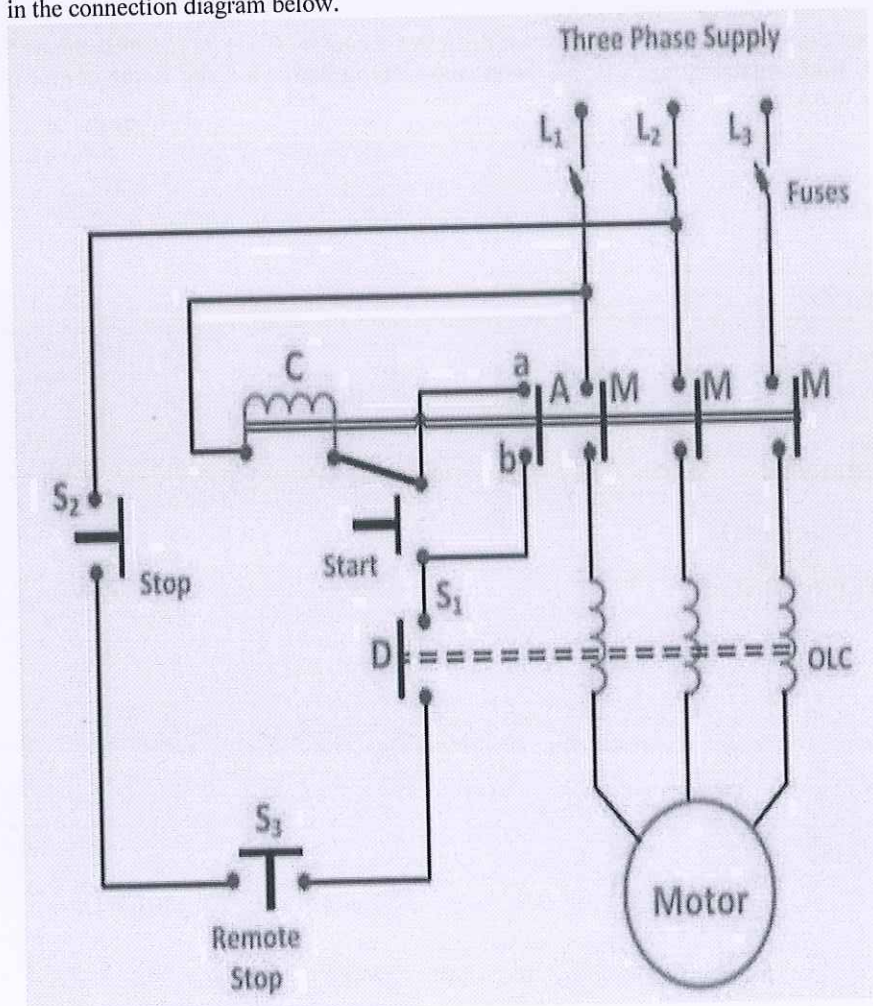 in the connection diagram below.
Three Phase Supply
L₁ L₂ L₃
Fuses
C
a
A M M M
b
S₂
Stop
Start
S₁
D
OLC
S₃
Remote
Stop
Motor